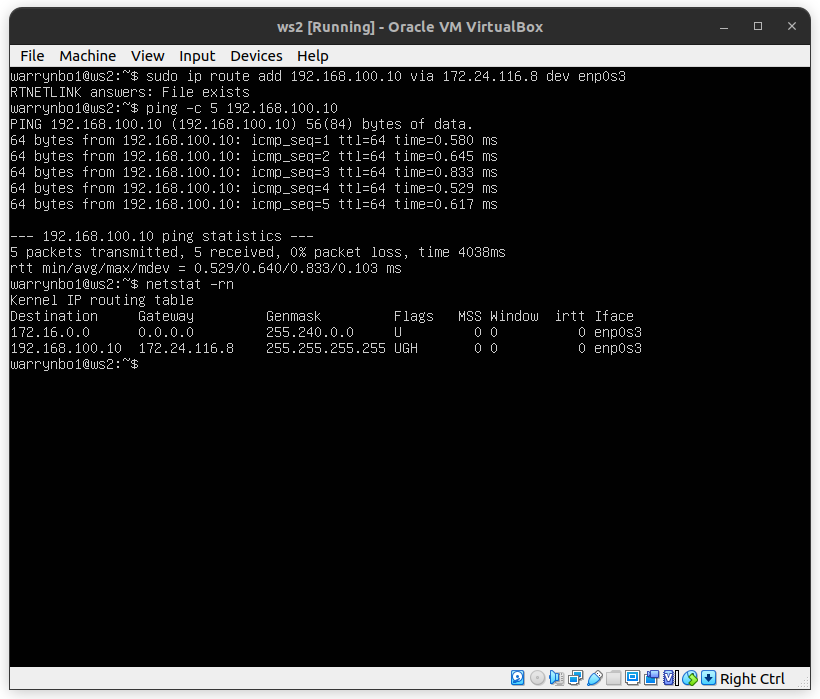 ws2 [Running] - Oracle VM VirtualBox
File Machine View Input Devices Help
warrynbo1@ws2:~$ sudo ip route add 192.168.100.10 via 172.24.116.8 dev enp0s3
RTNETLINK answers: File exists
warrynbo1@ws2:~$ ping -c 5 192.168.100.10
PING 192.168.100.10 (192.168.100.10) 56(84) bytes of data.
64 bytes from 192.168.100.10: icmp_seq=1 ttl=64 time=0.580 ms
64 bytes from 192.168.100.10: icmp_seq=2 ttl=64 time=0.645 ms
64 bytes from 192.168.100.10: icmp_seq=3 ttl=64 time=0.833 ms
64 bytes from 192.168.100.10: icmp_seq=4 ttl=64 time=0.529 ms
64 bytes from 192.168.100.10: icmp_seq=5 ttl=64 time=0.617 ms
--- 192.168.100.10 ping statistics ---
5 packets transmitted, 5 received, 0% packet loss, time 4038ms
rtt min/avg/max/mdev = 0.529/0.640/0.833/0.103 ms
warrynbo1@ws2:~$ netstat -rn
Kernel IP routing table
Destination     Gateway         Genmask         Flags   MSS Window  irtt Iface
172.16.0.0      0.0.0.0         255.240.0.0     U         0 0          0 enp0s3
192.168.100.10  172.24.116.8    255.255.255.255 UGH       0 0          0 enp0s3
warrynbo1@ws2:~$
Right Ctrl